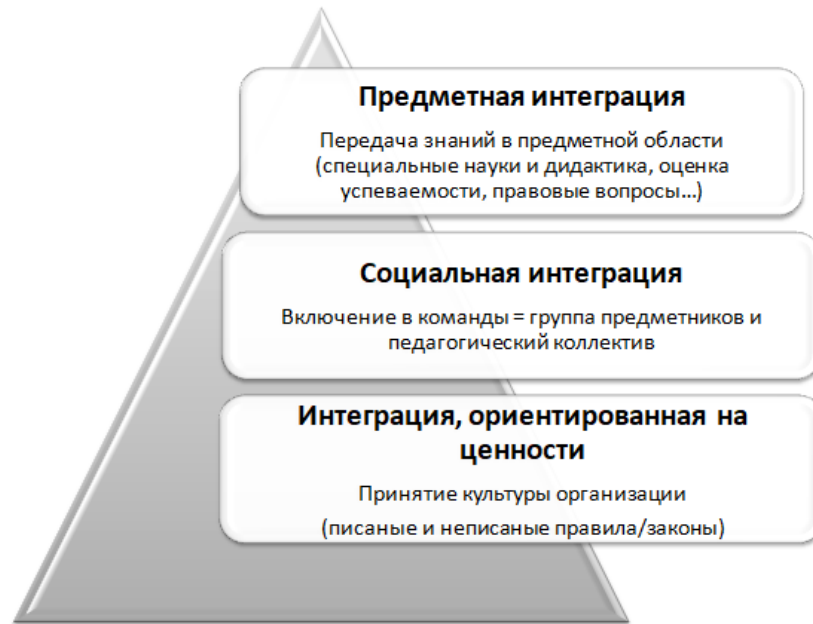 Предметная интеграция
Передача знаний в предметной области
(специальные науки и дидактика, оценка
успеваемости, правовые вопросы...)
Социальная интеграция
Включение в команды = группа предметников и
педагогический коллектив
Интеграция, ориентированная на
ценности
Принятие культуры организации
(писаные и неписаные правила/законы)